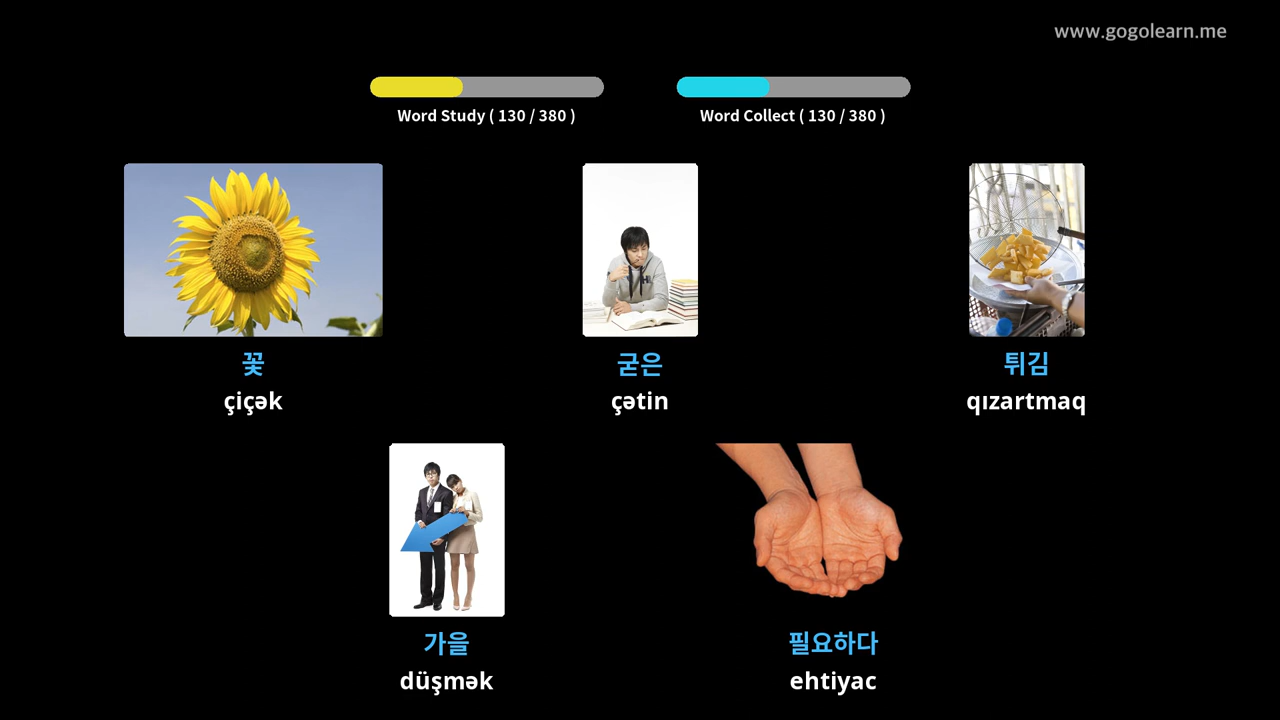 www.gogolearn.me
Word Study ( 130 / 380 )
Word Collect ( 130 / 380 )
꽃
çiçək
굳은
çətin
튀김
qızartmaq
가을
düşmək
필요하다
ehtiyac